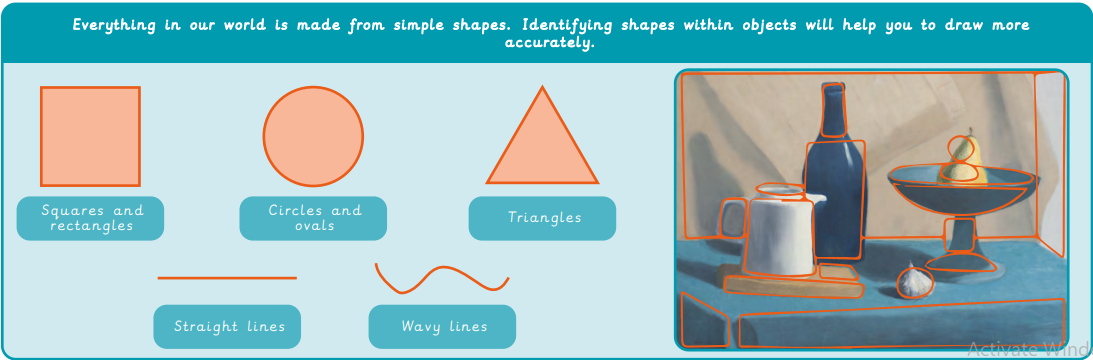 Everything in our world is made from simple shapes. Identifying shapes within objects will help you to draw more
accurately.
Squares and
rectangles
Circles and
ovals
Triangles
Straight lines
Wavy lines
Activate Wind